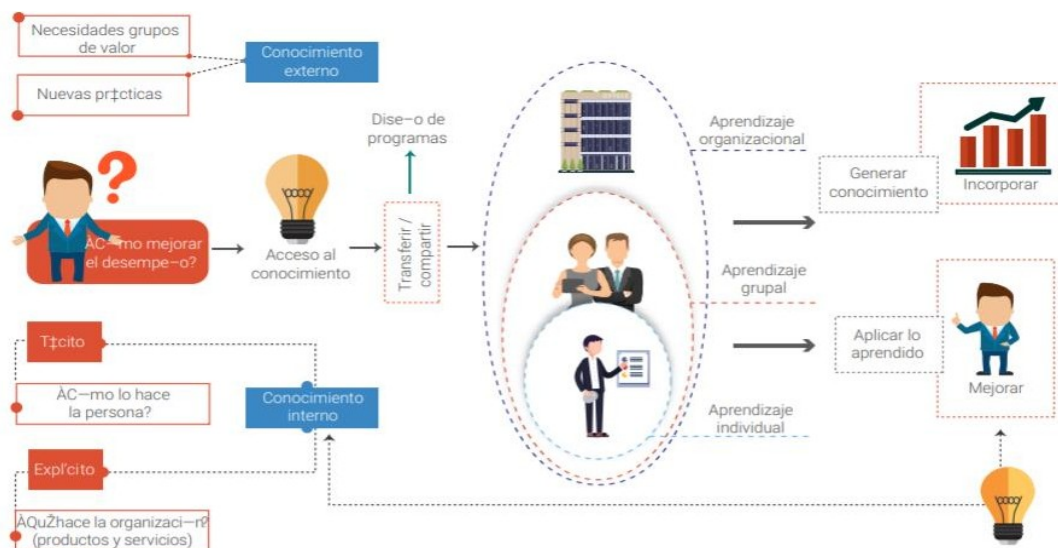 Necesidades grupos
de valor
Nuevas pr‡cticas
Conocimiento
externo
?
ÀC—mo mejorar
el desempe–o?
Acceso al
conocimiento
Dise–o de
programas
Transferir /
compartir
Aprendizaje
organizacional
Aprendizaje
grupal
Aprendizaje
individual
Generar
conocimiento
Incorporar
Aplicar lo
aprendido
Mejorar
T‡cito
ÀC—mo lo hace
la persona?
Conocimiento
interno
Expl'cito
ÀQuŽhace la organizaci—n?
(productos y servicios)